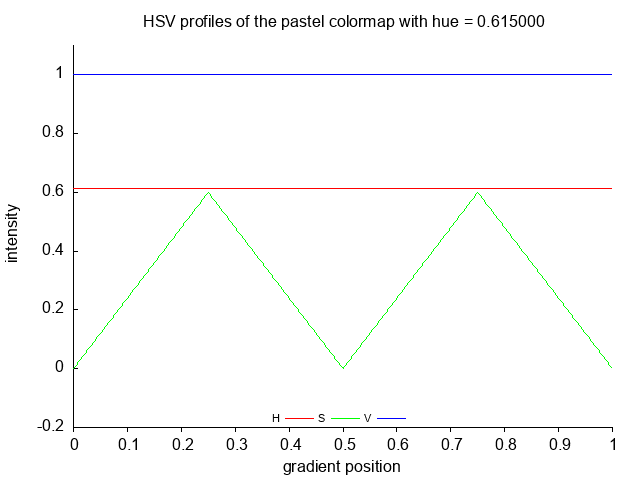 HSV profiles of the pastel colormap with hue = 0.615000
1
0.8
0.6
0.4
0.2
0
-0.2
intensity
H S V
0 0.1 0.2 0.3 0.4 0.5 0.6 0.7 0.8 0.9 1
gradient position